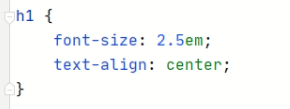 h1 {
    font-size: 2.5em;
    text-align: center;
}